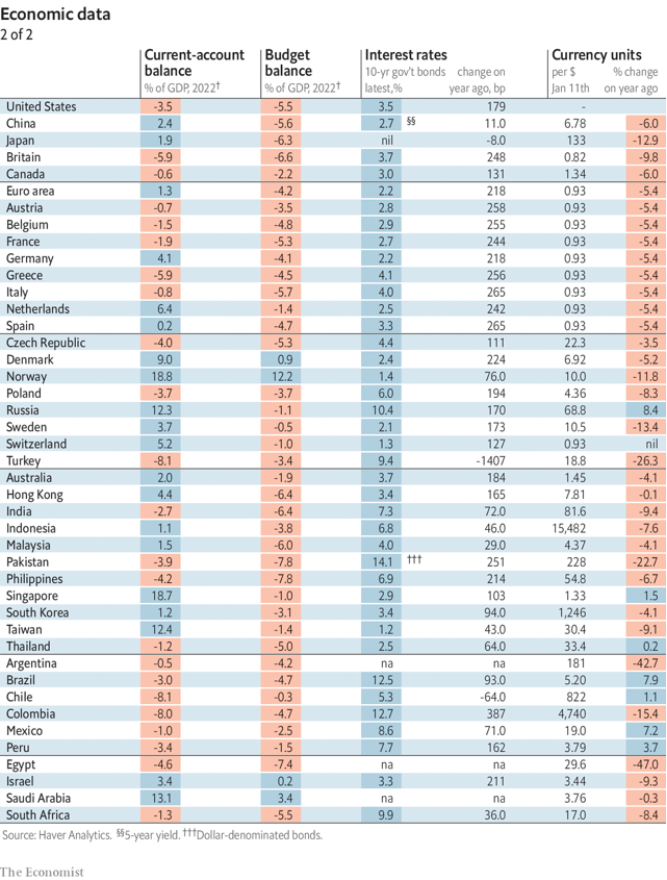 Economic data
2 of 2
Current-account balance Budget balance Interest rates Currency units
% of GDP, 2022† % of GDP, 2022† 10-yr gov't bonds latest,% change on year ago, bp per $ Jan 11th % change on year ago
United States -3.5 -5.5 3.5 179 -
China 2.4 -5.6 2.7 §§ 11.0 6.78 -6.0
Japan 1.9 -6.3 nil -8.0 133 -12.9
Britain -5.9 -6.6 3.7 248 0.82 -9.8
Canada -0.6 -2.2 3.0 131 1.34 -6.0
Euro area 1.3 -4.2 2.2 218 0.93 -5.4
Austria -0.7 -3.5 2.8 258 0.93 -5.4
Belgium -1.5 -4.8 2.9 255 0.93 -5.4
France -1.9 -5.3 2.7 244 0.93 -5.4
Germany 4.1 -4.1 2.2 218 0.93 -5.4
Greece -5.9 -4.5 4.1 256 0.93 -5.4
Italy -0.8 -5.7 4.0 265 0.93 -5.4
Netherlands 6.4 -1.4 2.5 242 0.93 -5.4
Spain 0.2 -4.7 3.3 265 0.93 -5.4
Czech Republic -4.0 -5.3 4.4 111 22.3 -3.5
Denmark 9.0 0.9 2.4 224 6.92 -5.2
Norway 18.8 12.2 1.4 76.0 10.0 -11.8
Poland -3.7 -3.7 6.0 194 4.36 -8.3
Russia 12.3 -1.1 10.4 170 68.8 8.4
Sweden 3.7 -0.5 2.1 173 10.5 -13.4
Switzerland 5.2 -1.0 1.3 127 0.93 nil
Turkey -8.1 -3.4 9.4 -1407 18.8 -26.3
Australia 2.0 -1.9 3.7 184 1.45 -4.1
Hong Kong 4.4 -6.4 3.4 165 7.81 -0.1
India -2.7 -6.4 7.3 72.0 81.6 -9.4
Indonesia 1.1 -3.8 6.8 46.0 15,482 -7.6
Malaysia 1.5 -6.0 4.0 29.0 4.37 -4.1
Pakistan -3.9 -7.8 14.1 ††† 251 228 -22.7
Philippines -4.2 -7.8 6.9 214 54.8 -6.7
Singapore 18.7 -1.0 2.9 103 1.33 1.5
South Korea 1.2 -3.1 3.4 94.0 1,246 -4.1
Taiwan 12.4 -1.4 1.2 43.0 30.4 -9.1
Thailand -1.2 -5.0 2.5 64.0 33.4 0.2
Argentina -0.5 -4.2 na na 181 -42.7
Brazil -3.0 -4.7 12.5 93.0 5.20 7.9
Chile -8.1 -0.3 5.3 -64.0 822 1.1
Colombia -8.0 -4.7 12.7 387 4,740 -15.4
Mexico -1.0 -2.5 8.6 71.0 19.0 7.2
Peru -3.4 -1.5 7.7 162 3.79 3.7
Egypt -4.6 -7.4 na na 29.6 -47.0
Israel 3.4 0.2 3.3 211 3.44 -9.3
Saudi Arabia 13.1 3.4 na na 3.76 -0.3
South Africa -1.3 -5.5 9.9 36.0 17.0 -8.4
Source: Haver Analytics. §§5-year yield. †††Dollar-denominated bonds.
The Economist